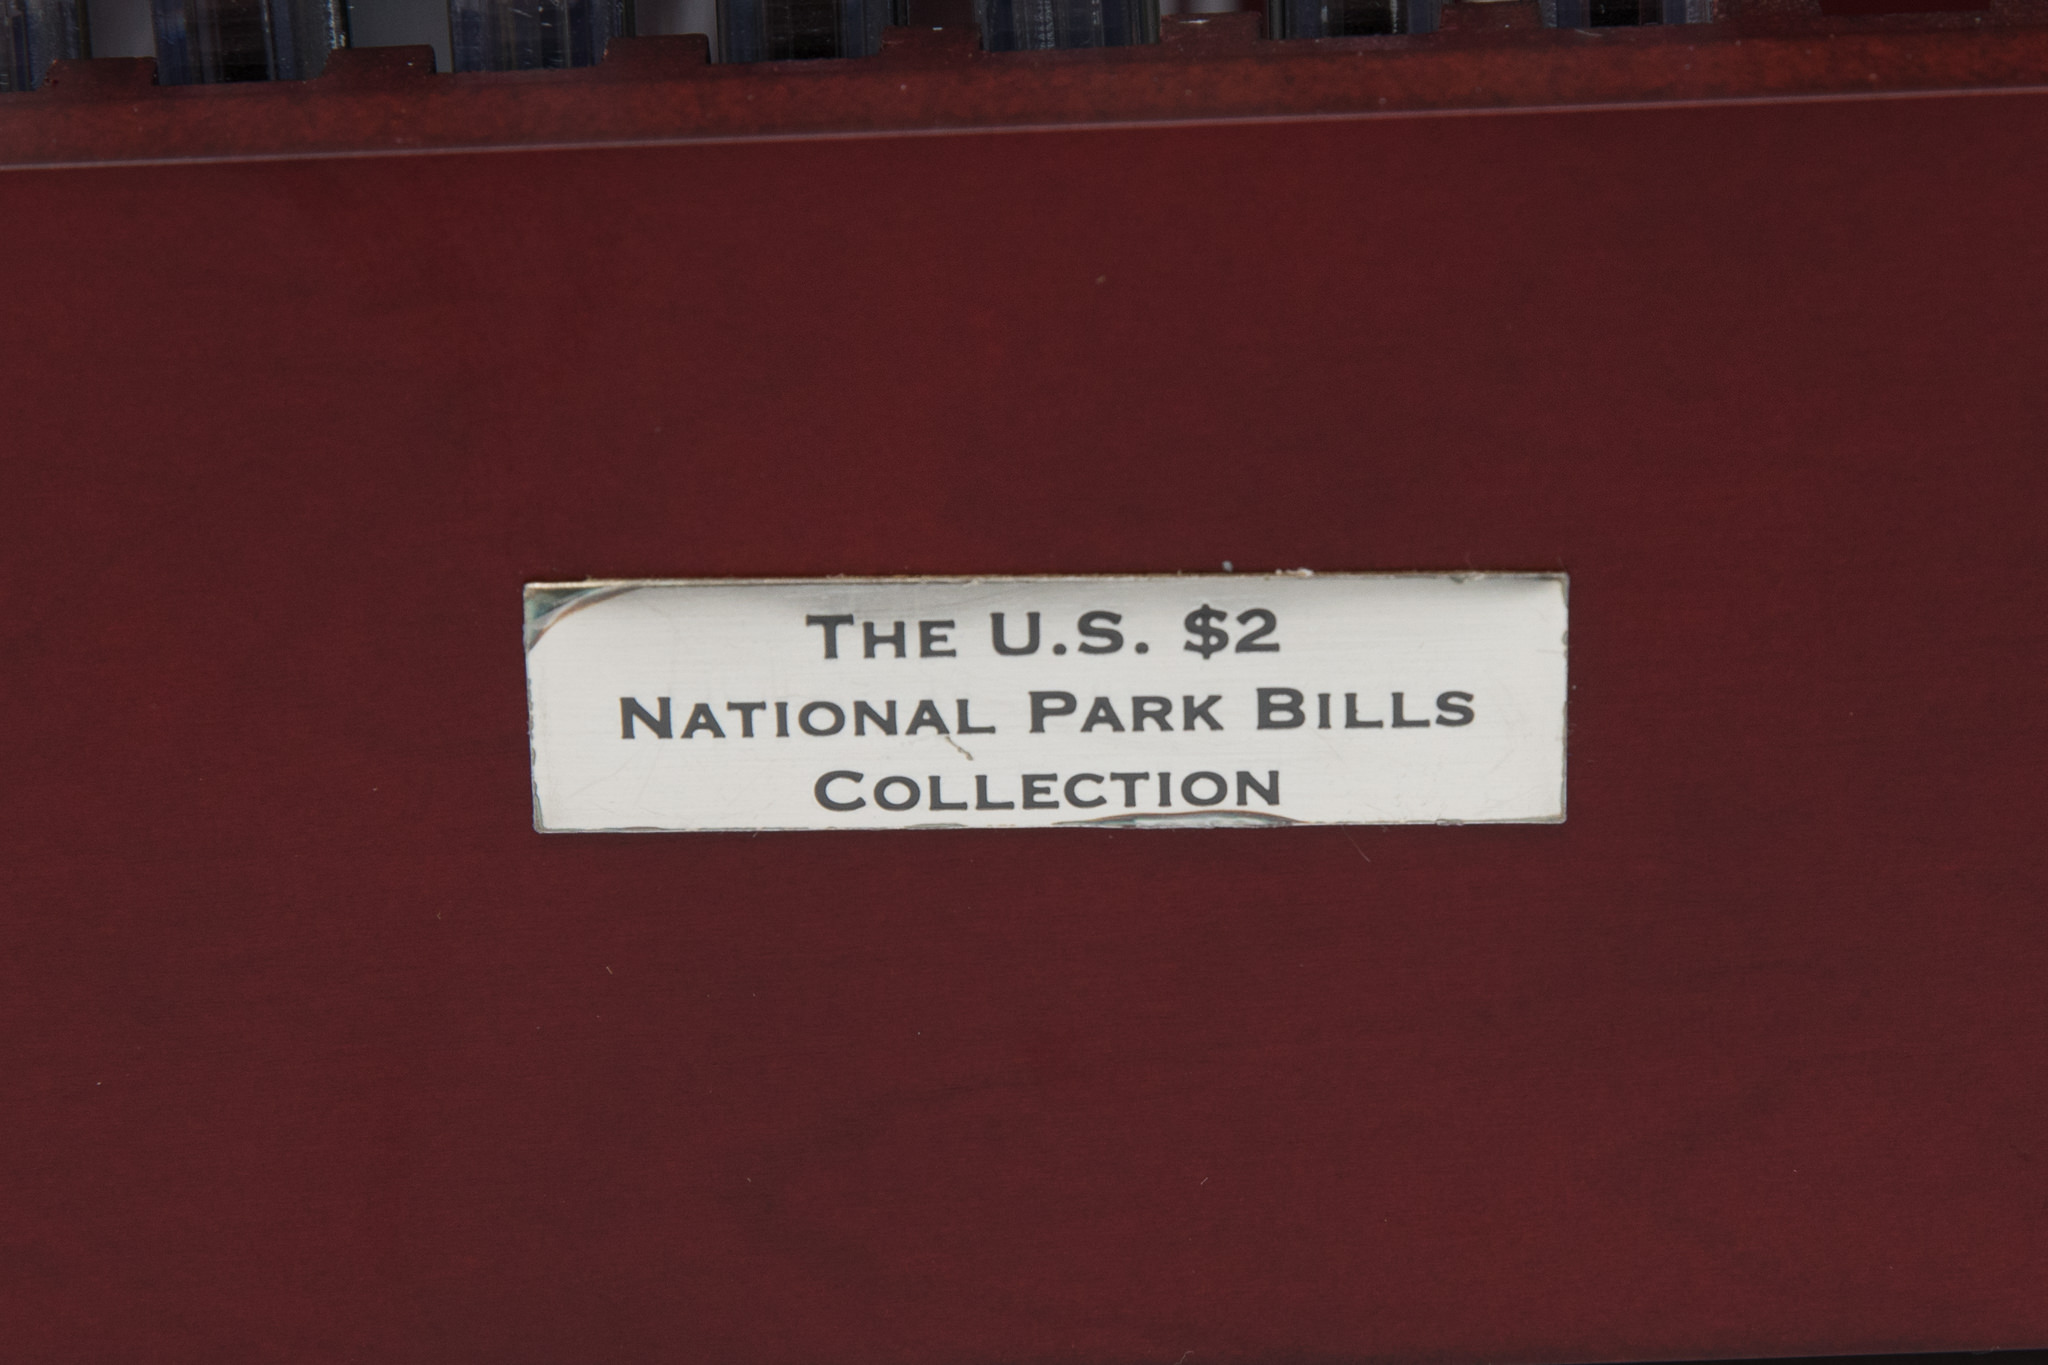 The U.S. $2
National Park Bills
Collection